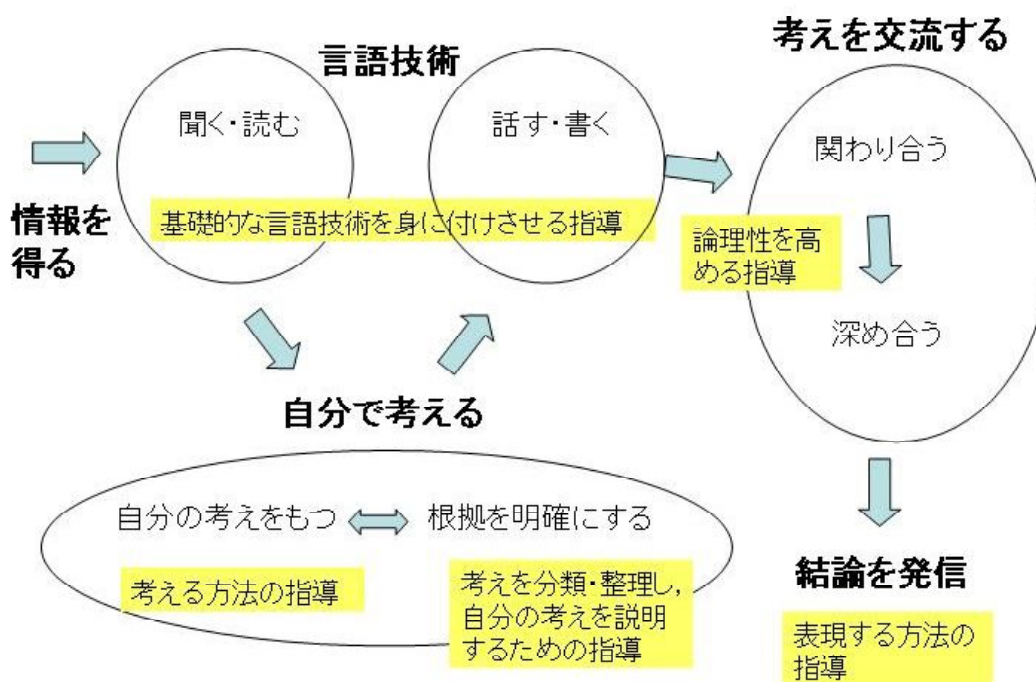 言語技術
考えを交流する
聞く・読む
話す・書く
関わり合う
情報を
得る
基礎的な言語技術を身に付けさせる指導
論理性を高
める指導
深め合う
自分で考える
自分の考えをもつ
根拠を明確にする
考える方法の指導
考えを分類・整理し,
自分の考えを説明
するための指導
結論を発信
表現する方法の
指導